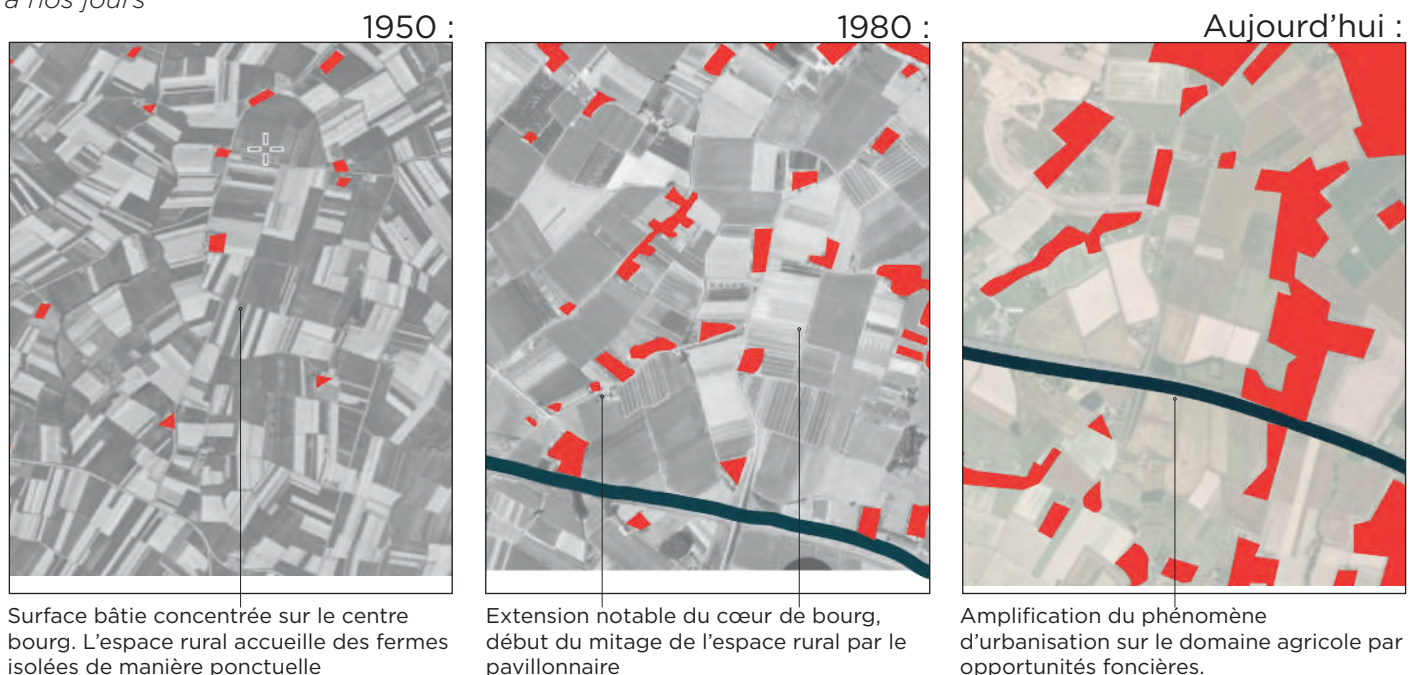 à nos jours
1950 :
1980 :
Aujourd'hui :
Surface bâtie concentrée sur le centre
bourg. L'espace rural accueille des fermes
isolées de manière ponctuelle
Extension notable du cœur de bourg,
début du mitage de l'espace rural par le
pavillonnaire
Amplification du phénomène
d'urbanisation sur le domaine agricole par
opportunités foncières.